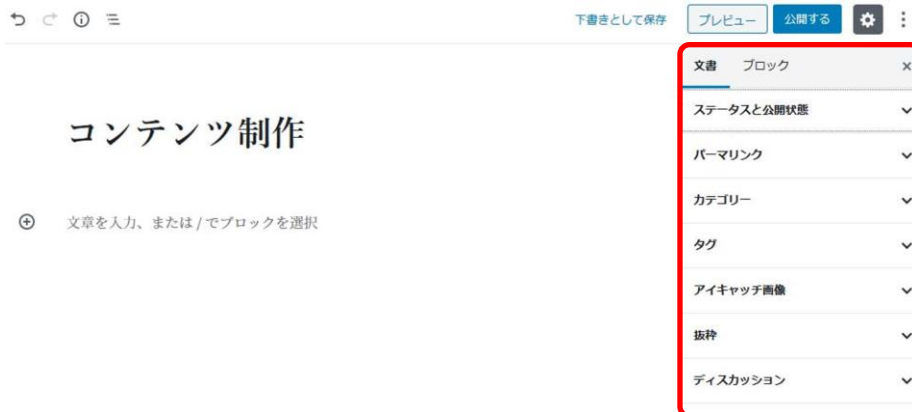 下書きとして保存 プレビュー 公開する
文書 ブロック
ステータスと公開状態
コンテンツ制作
パーマリンク
カテゴリー
文章を入力、または / でブロックを選択
タグ
アイキャッチ画像
抜粋
ディスカッション